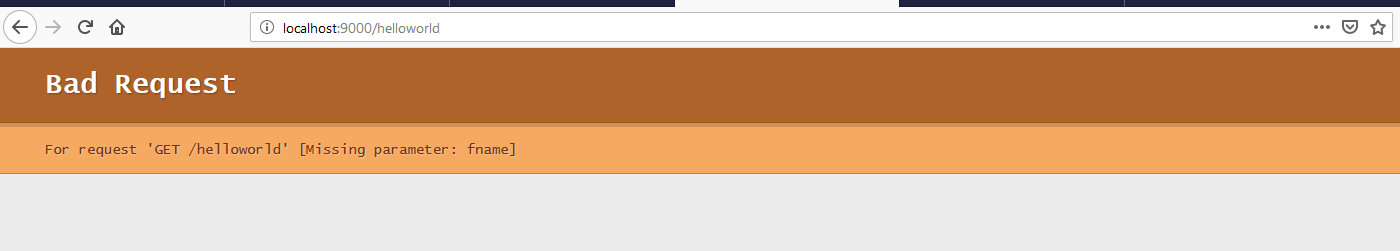 localhost:9000/helloworld
Bad Request
For request 'GET /helloworld' [Missing parameter: fname]